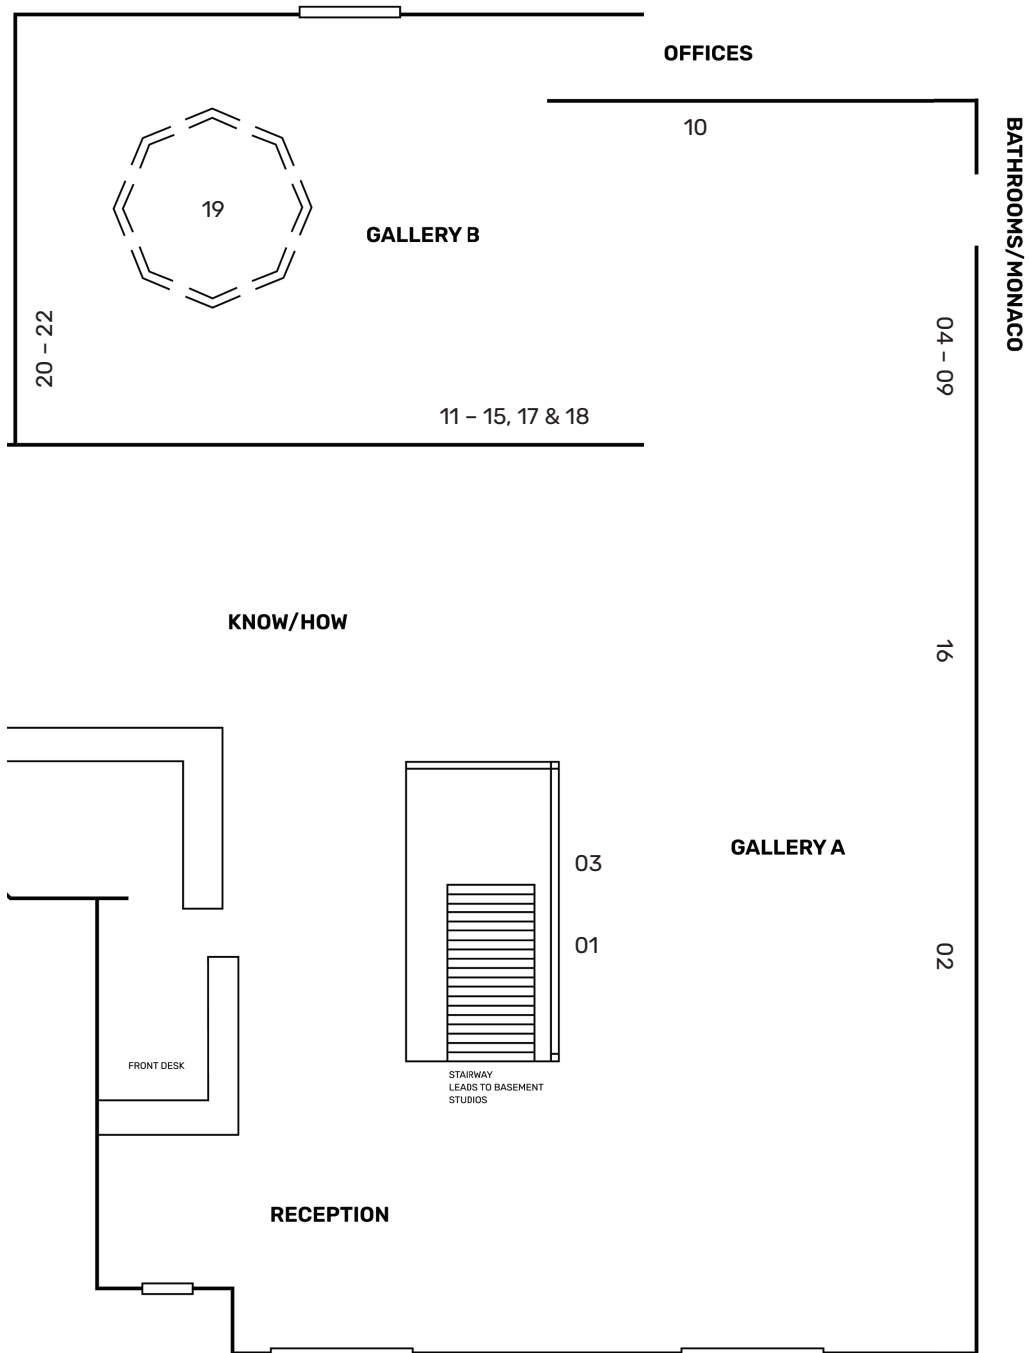 OFFICES
10
BATHROOMS/MONACO
19
GALLERY B
20 – 22
04 – 09
11 – 15, 17 & 18
KNOW/HOW
16
GALLERY A
03
01
02
FRONT DESK
STAIRWAY
LEADS TO BASEMENT
STUDIOS
RECEPTION